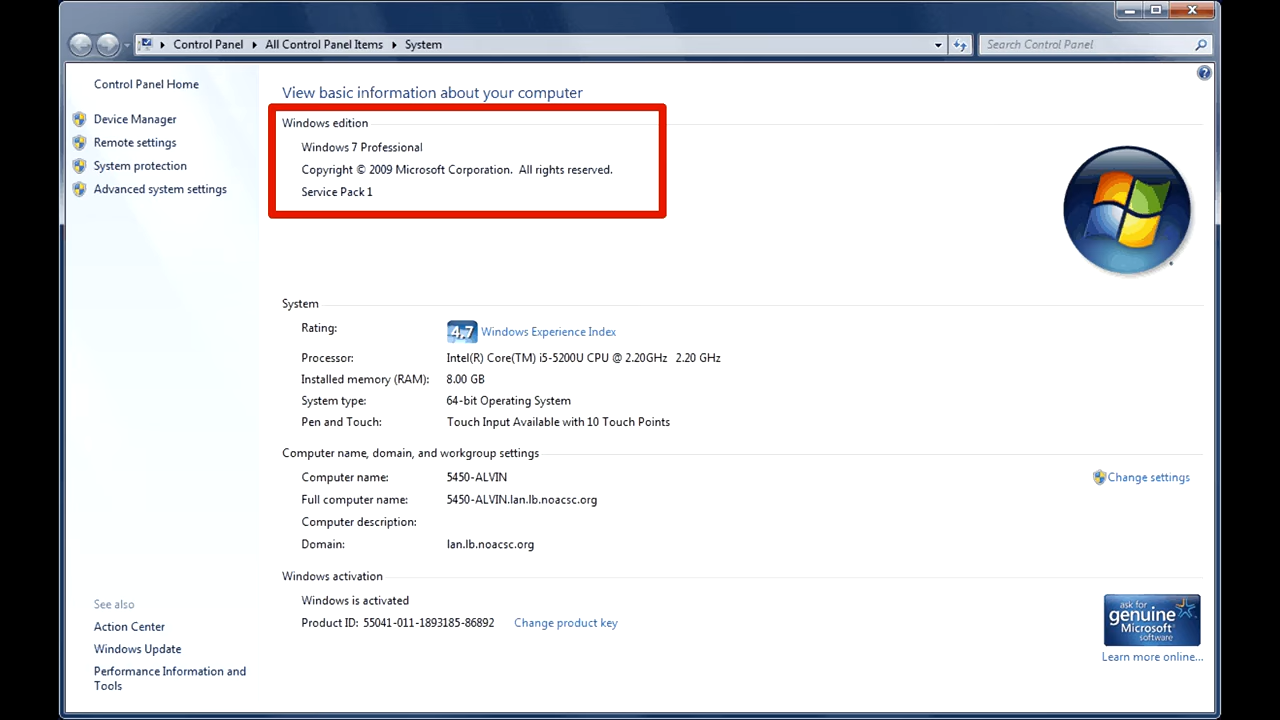 Control Panel ▸ All Control Panel Items ▸ System
Search Control Panel
Control Panel Home
Device Manager
Remote settings
System protection
Advanced system settings
See also
Action Center
Windows Update
Performance Information and
Tools
View basic information about your computer
Windows edition
Windows 7 Professional
Copyright © 2009 Microsoft Corporation.  All rights reserved.
Service Pack 1
System
Rating:
4.7 Windows Experience Index
Processor: Intel(R) Core(TM) i5-5200U CPU @ 2.20GHz   2.20 GHz
Installed memory (RAM): 8.00 GB
System type: 64-bit Operating System
Pen and Touch: Touch Input Available with 10 Touch Points
Computer name, domain, and workgroup settings
Computer name: 5450-ALVIN
Change settings
Full computer name: 5450-ALVIN.lan.lb.noacsc.org
Computer description:
Domain: lan.lb.noacsc.org
Windows activation
Windows is activated
Product ID: 55041-011-1893185-86892 Change product key
ask for
genuine
Microsoft
software
Learn more online...